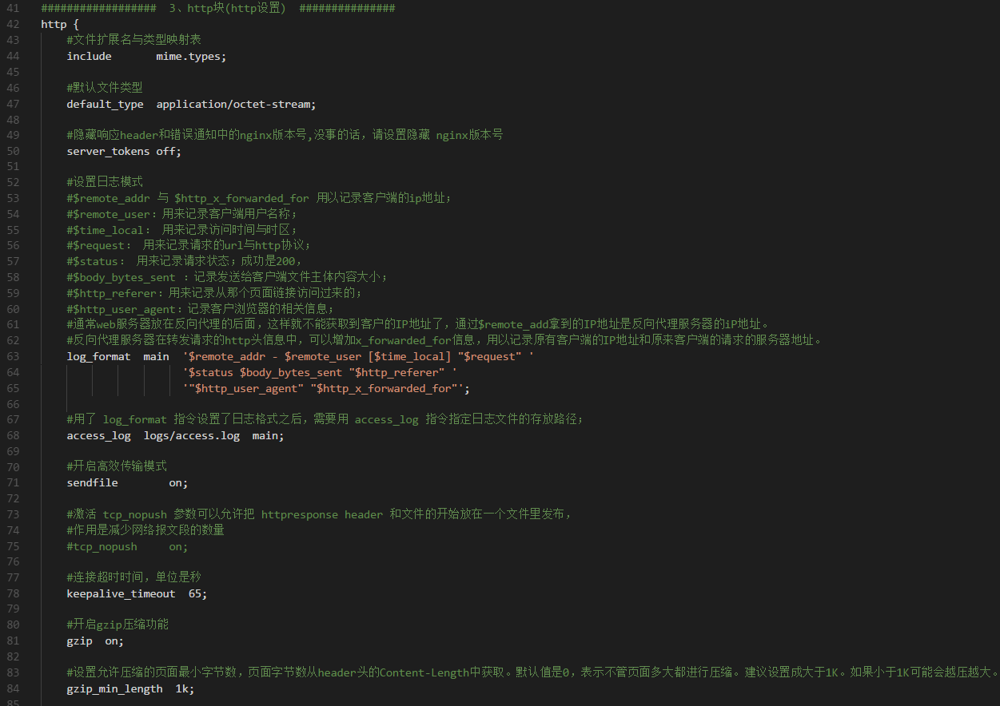 41 ################## 3、http块(http设置) ###############
42 http {
43 #文件扩展名与类型映射表
44 include mime.types;
45
46 #默认文件类型
47 default_type application/octet-stream;
48
49 #隐藏响应header和错误通知中的nginx版本号,没事的话，请设置隐藏 nginx版本号
50 server_tokens off;
51
52 #设置日志模式
53 #$remote_addr 与 $http_x_forwarded_for 用以记录客户端的ip地址；
54 #$remote_user：用来记录客户端用户名称；
55 #$time_local： 用来记录访问时间与时区；
56 #$request： 用来记录请求的url与http协议；
57 #$status： 用来记录请求状态；成功是200，
58 #$body_bytes_sent ：记录发送给客户端文件主体内容大小；
59 #$http_referer：用来记录从那个页面链接访问过来的；
60 #$http_user_agent：记录客户浏览器的相关信息；
61 #通常web服务器放在反向代理的后面，这样就不能获取到客户的IP地址了，通过$remote_add拿到的IP地址是反向代理服务器的iP地址。
62 #反向代理服务器在转发请求的http头信息中，可以增加x_forwarded_for信息，用以记录原有客户端的IP地址和原来客户端的请求的服务器地址。
63 log_format main '$remote_addr - $remote_user [$time_local] "$request" '
64 '$status $body_bytes_sent "$http_referer" '
65 '"$http_user_agent" "$http_x_forwarded_for"';
66
67 #用了 log_format 指令设置了日志格式之后，需要用 access_log 指令指定日志文件的存放路径；
68 access_log logs/access.log main;
69
70 #开启高效传输模式
71 sendfile on;
72
73 #激活 tcp_nopush 参数可以允许把 httpresponse header 和文件的开始放在一个文件里发布，
74 #作用是减少网络报文段的数量
75 #tcp_nopush on;
76
77 #连接超时时间，单位是秒
78 keepalive_timeout 65;
79
80 #开启gzip压缩功能
81 gzip on;
82
83 #设置允许压缩的页面最小字节数，页面字节数从header头的Content-Length中获取。默认值是0，表示不管页面多大都进行压缩。建议设置成大于1K。如果小于1K可能会越压越大。
84 gzip_min_length 1k;
85